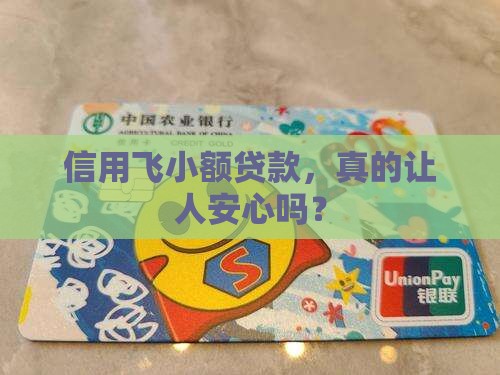 中国农业银行
AGRICULTURAL BANK OF CHINA
CREDIT GOLD
信用飞小额贷款，真的让
人安心吗？
S
UnionPay
银联